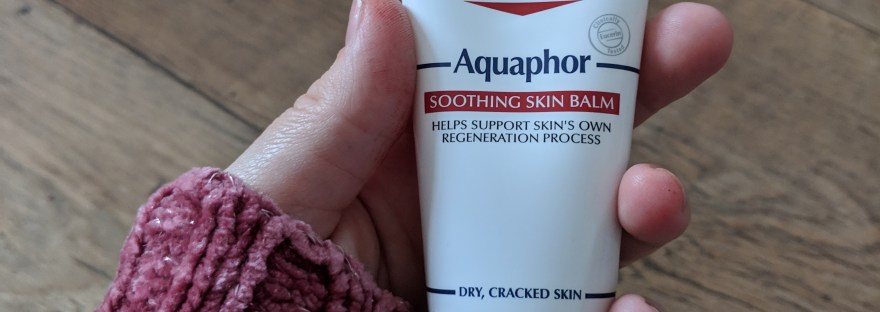 Aquaphor
SOOTHING SKIN BALM
HELPS SUPPORT SKIN'S OWN
REGENERATION PROCESS
DRY, CRACKED SKIN